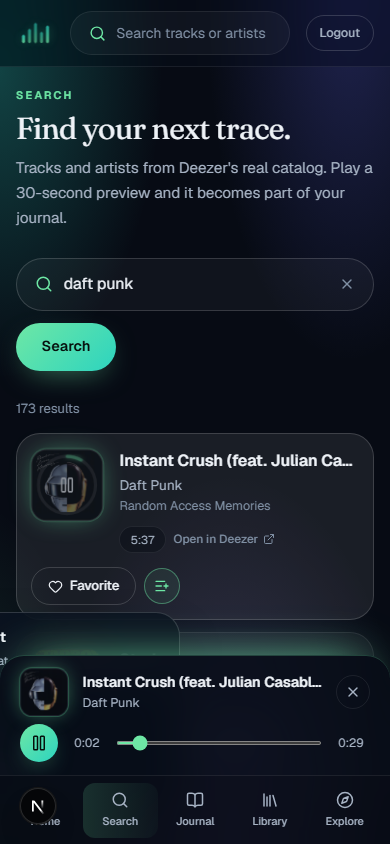 Search tracks or artists
Logout
SEARCH
Find your next trace.
Tracks and artists from Deezer's real catalog. Play a
30-second preview and it becomes part of your
journal.
daft punk
Search
173 results
Instant Crush (feat. Julian Ca...
Daft Punk
Random Access Memories
5:37
Open in Deezer
Favorite
t
Instant Crush (feat. Julian Casabl...
Daft Punk
0:02
0:29
N
Search
Journal
Library
Explore